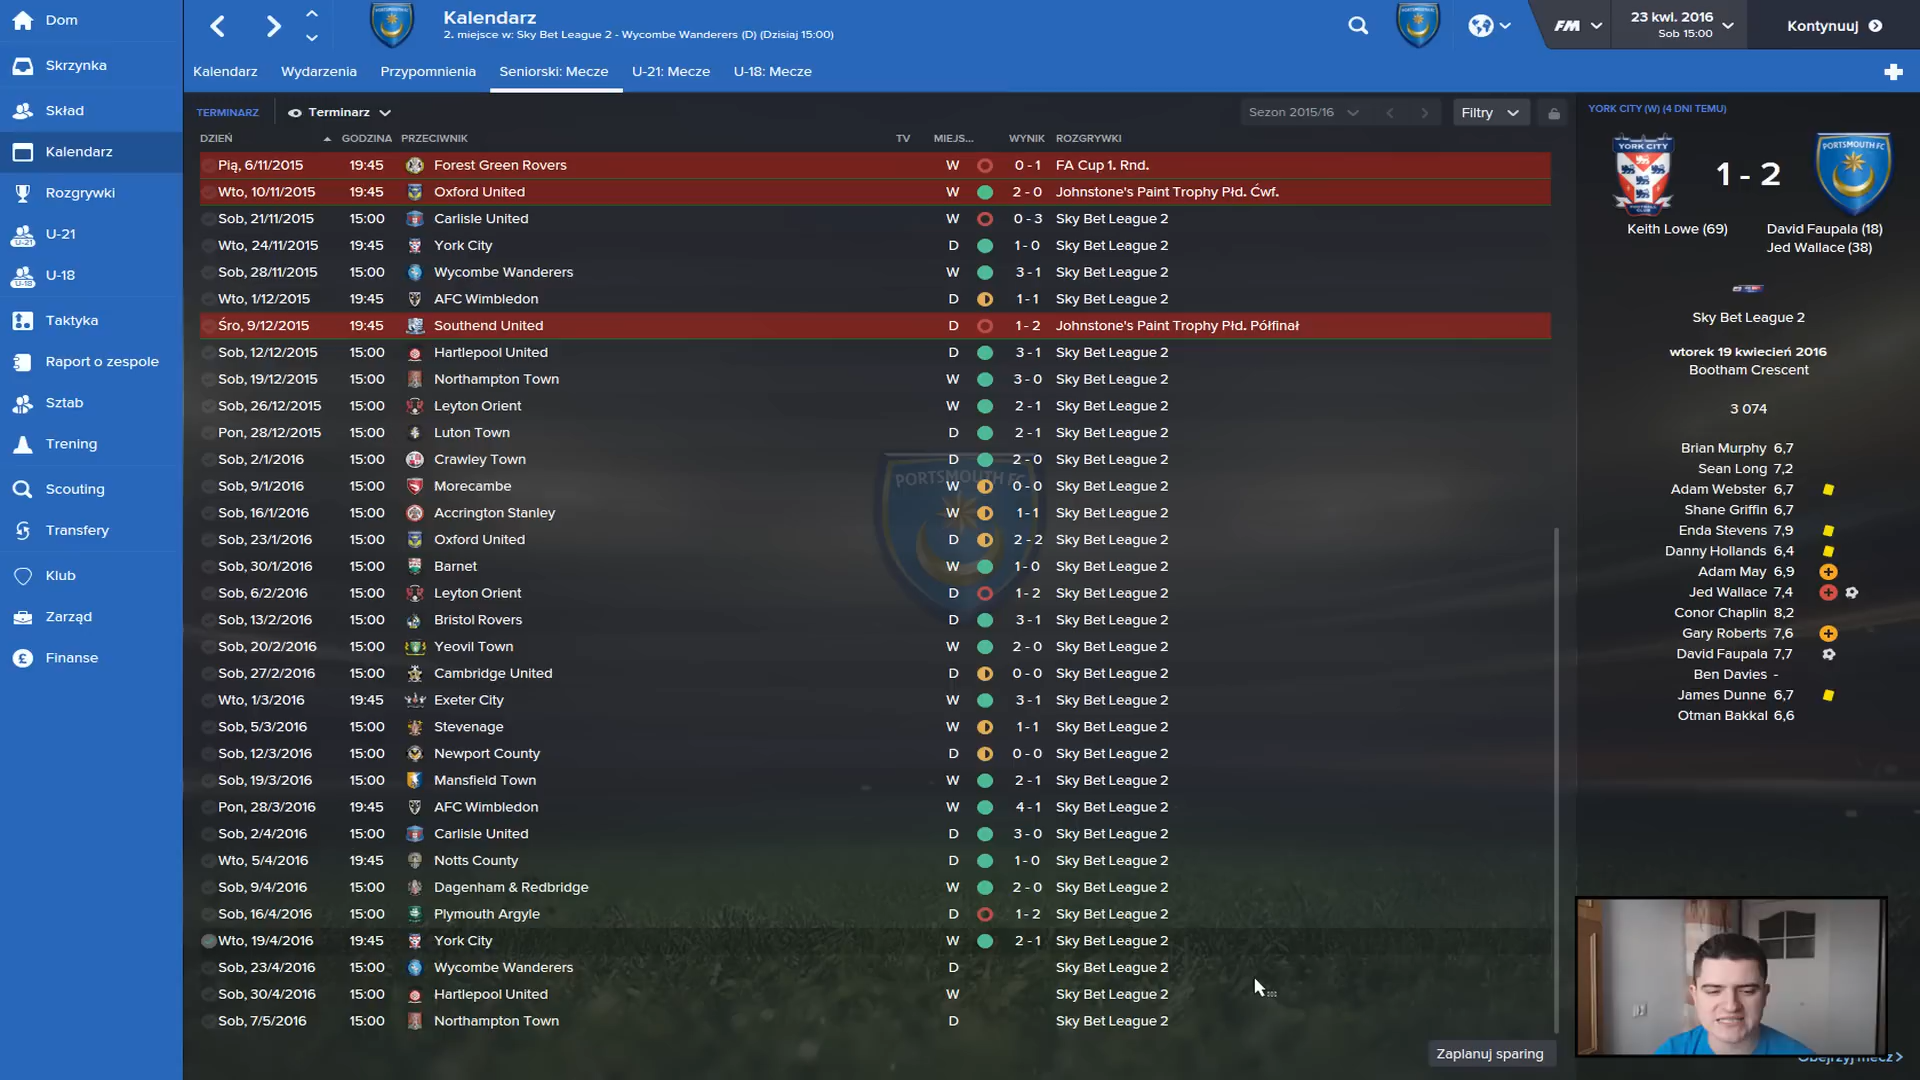 Dom
Skrzynka
Skład
Kalendarz
Rozgrywki
U-21
U-21
U-18
U-18
Taktyka
Raport o zespole
Sztab
Trening
Scouting
Transfery
Klub
Zarząd
Finanse
Kalendarz
2. miejsce w: Sky Bet League 2 - Wycombe Wanderers (D) (Dzisiaj 15:00)
FM
23 kwi. 2016
Sob 15:00
Kontynuuj
Kalendarz Wydarzenia Przypomnienia Seniorski: Mecze U-21: Mecze U-18: Mecze
TERMINARZ Terminarz Sezon 2015/16 Filtry
DZIEŃ GODZINA PRZECIWNIK TV MIEJS... WYNIK ROZGRYWKI
Pią, 6/11/2015 19:45 Forest Green Rovers W 0 - 1 FA Cup 1. Rnd.
Wto, 10/11/2015 19:45 Oxford United W 2 - 0 Johnstone's Paint Trophy Płd. Ćwf.
Sob, 21/11/2015 15:00 Carlisle United W 0 - 3 Sky Bet League 2
Wto, 24/11/2015 19:45 York City D 1 - 0 Sky Bet League 2
Sob, 28/11/2015 15:00 Wycombe Wanderers W 3 - 1 Sky Bet League 2
Wto, 1/12/2015 19:45 AFC Wimbledon D 1 - 1 Sky Bet League 2
Śro, 9/12/2015 19:45 Southend United D 1 - 2 Johnstone's Paint Trophy Płd. Półfinał
Sob, 12/12/2015 15:00 Hartlepool United D 3 - 1 Sky Bet League 2
Sob, 19/12/2015 15:00 Northampton Town W 3 - 0 Sky Bet League 2
Sob, 26/12/2015 15:00 Leyton Orient W 2 - 1 Sky Bet League 2
Pon, 28/12/2015 15:00 Luton Town D 2 - 1 Sky Bet League 2
Sob, 2/1/2016 15:00 Crawley Town D 2 - 0 Sky Bet League 2
Sob, 9/1/2016 15:00 Morecambe W 0 - 0 Sky Bet League 2
Sob, 16/1/2016 15:00 Accrington Stanley W 1 - 1 Sky Bet League 2
Sob, 23/1/2016 15:00 Oxford United D 2 - 2 Sky Bet League 2
Sob, 30/1/2016 15:00 Barnet W 1 - 0 Sky Bet League 2
Sob, 6/2/2016 15:00 Leyton Orient D 1 - 2 Sky Bet League 2
Sob, 13/2/2016 15:00 Bristol Rovers D 3 - 1 Sky Bet League 2
Sob, 20/2/2016 15:00 Yeovil Town W 2 - 0 Sky Bet League 2
Sob, 27/2/2016 15:00 Cambridge United D 0 - 0 Sky Bet League 2
Wto, 1/3/2016 19:45 Exeter City W 3 - 1 Sky Bet League 2
Sob, 5/3/2016 15:00 Stevenage W 1 - 1 Sky Bet League 2
Sob, 12/3/2016 15:00 Newport County D 0 - 0 Sky Bet League 2
Sob, 19/3/2016 15:00 Mansfield Town W 2 - 1 Sky Bet League 2
Pon, 28/3/2016 19:45 AFC Wimbledon W 4 - 1 Sky Bet League 2
Sob, 2/4/2016 15:00 Carlisle United D 3 - 0 Sky Bet League 2
Wto, 5/4/2016 19:45 Notts County D 1 - 0 Sky Bet League 2
Sob, 9/4/2016 15:00 Dagenham & Redbridge W 2 - 0 Sky Bet League 2
Sob, 16/4/2016 15:00 Plymouth Argyle D 1 - 2 Sky Bet League 2
Wto, 19/4/2016 19:45 York City W 2 - 1 Sky Bet League 2
Sob, 23/4/2016 15:00 Wycombe Wanderers D Sky Bet League 2
Sob, 30/4/2016 15:00 Hartlepool United W Sky Bet League 2
Sob, 7/5/2016 15:00 Northampton Town D Sky Bet League 2
PORTSMOUTH FC
Zaplanuj sparing
YORK CITY (W) (4 DNI TEMU)
YORK CITY
PORTSMOUTH FC
1 - 2
Keith Lowe (69) David Faupala (18)
Jed Wallace (38)
Sky Bet League 2
wtorek 19 kwiecień 2016
Bootham Crescent
3 074
Brian Murphy 6,7
Sean Long 7,2
Adam Webster 6,7
Shane Griffin 6,7
Enda Stevens 7,9
Danny Hollands 6,4
Adam May 6,9
Jed Wallace 7,4
Conor Chaplin 8,2
Gary Roberts 7,6
David Faupala 7,7
Ben Davies -
James Dunne 6,7
Otman Bakkal 6,6
Obejrzyj mecz